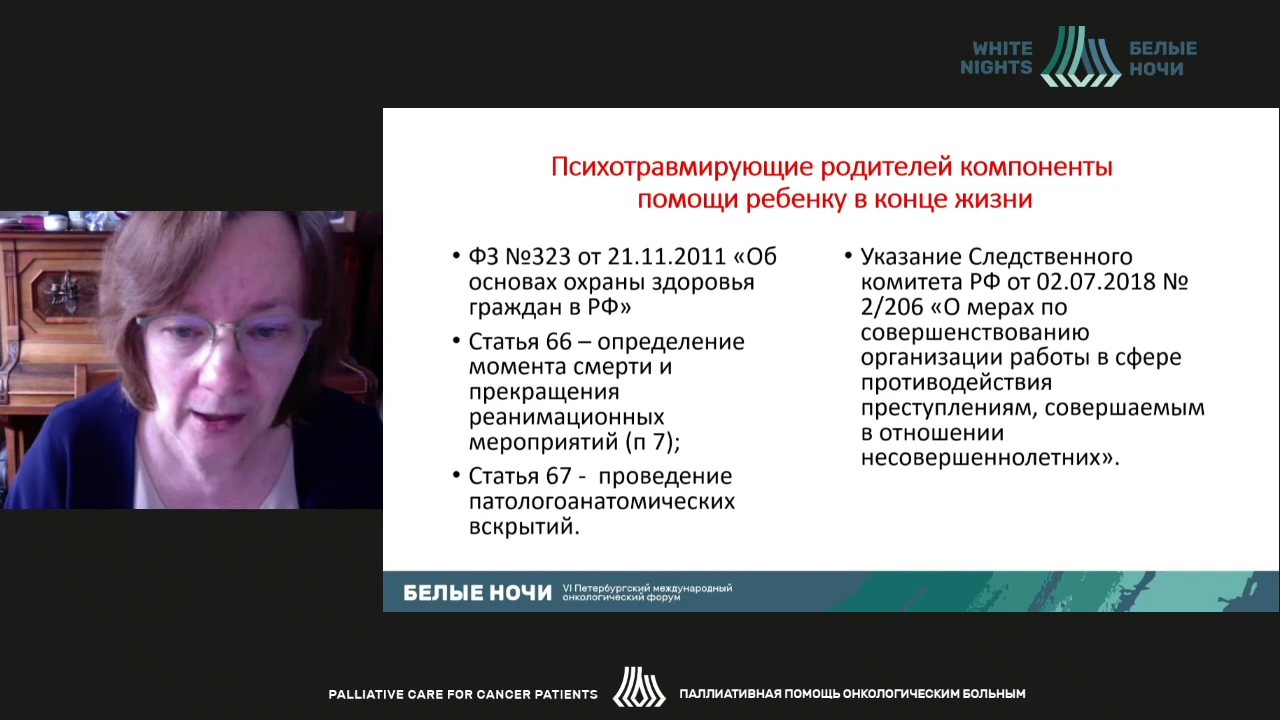 WHITE
NIGHTS
БЕЛЫЕ
НОЧИ
Психотравмирующие родителей компоненты
помощи ребенку в конце жизни
• ФЗ №323 от 21.11.2011 «Об
основах охраны здоровья
граждан в РФ»
• Статья 66 – определение
момента смерти и
прекращения
реанимационных
мероприятий (п 7);
• Статья 67 - проведение
патологоанатомических
вскрытий.
• Указание Следственного
комитета РФ от 02.07.2018 №
2/206 «О мерах по
совершенствованию
организации работы в сфере
противодействия
преступлениям, совершаемым
в отношении
несовершеннолетних».
БЕЛЫЕ НОЧИ
VI Петербургский международный
онкологический форум
PALLIATIVE CARE FOR CANCER PATIENTS
ПАЛЛИАТИВНАЯ ПОМОЩЬ ОНКОЛОГИЧЕСКИМ БОЛЬНЫМ